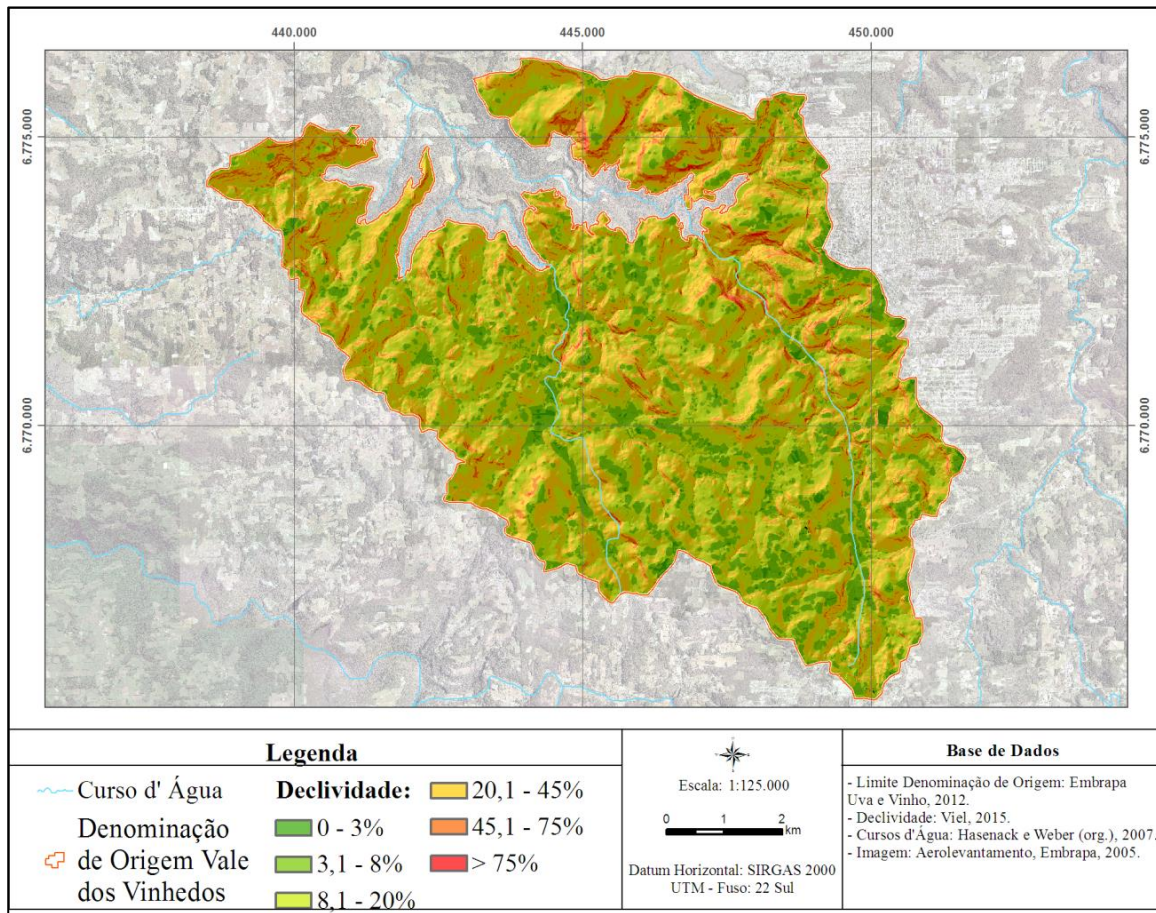 440.000 445.000 450.000
6.775.000 6.775.000
6.770.000 6.770.000
Legenda
Curso d' Água
Denominação
de Origem Vale
dos Vinhedos
Declividade:
0 - 3%
3,1 - 8%
8,1 - 20%
20,1 - 45%
45,1 - 75%
> 75%
Escala: 1:125.000
0 1 2
km
Datum Horizontal: SIRGAS 2000
UTM - Fuso: 22 Sul
Base de Dados
- Limite Denominação de Origem: Embrapa
Uva e Vinho, 2012.
- Declividade: Viel, 2015.
- Cursos d'Água: Hasenack e Weber (org.), 2007.
- Imagem: Aerolevantamento, Embrapa, 2005.